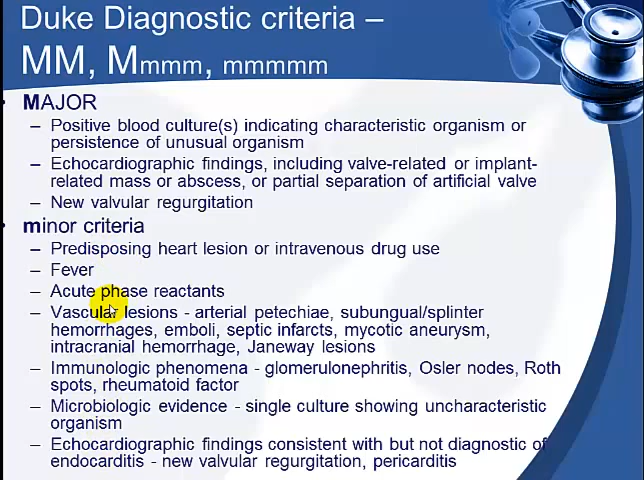 Duke Diagnostic criteria –
MM, Mmmm, mmmmm
• MAJOR
– Positive blood culture(s) indicating characteristic organism or
persistence of unusual organism
– Echocardiographic findings, including valve-related or implant-
related mass or abscess, or partial separation of artificial valve
– New valvular regurgitation
• minor criteria
– Predisposing heart lesion or intravenous drug use
– Fever
– Acute phase reactants
– Vascular lesions - arterial petechiae, subungual/splinter
hemorrhages, emboli, septic infarcts, mycotic aneurysm,
intracranial hemorrhage, Janeway lesions
– Immunologic phenomena - glomerulonephritis, Osler nodes, Roth
spots, rheumatoid factor
– Microbiologic evidence - single culture showing uncharacteristic
organism
– Echocardiographic findings consistent with but not diagnostic of
endocarditis - new valvular regurgitation, pericarditis